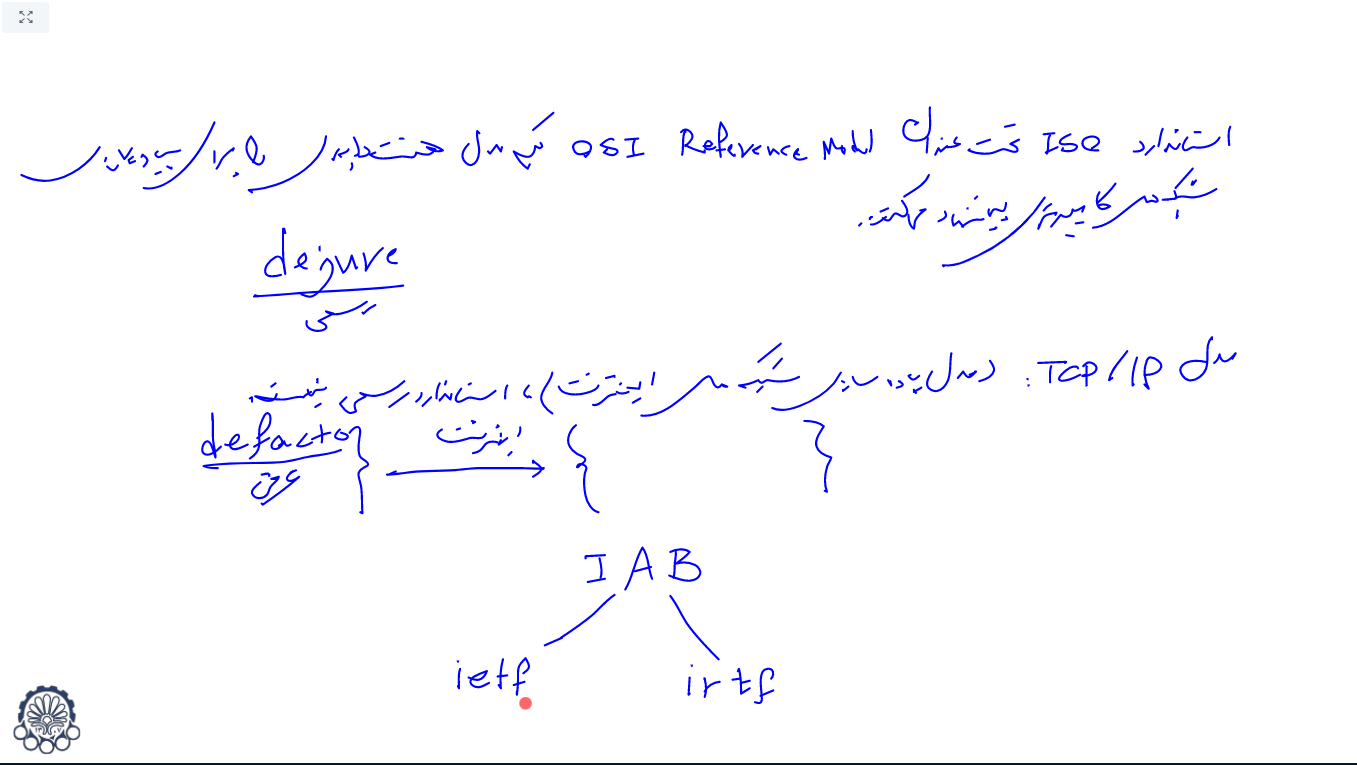 استاندارد ISO تحت عنوان OSI Reference Model یک مدل هفت لایه‌ای را برای پیاده‌سازی
شبکه های کامپیوتری پیشنهاد می‌کند.
dejure
رسمی
مدل TCP/IP : (مدل پیاده سازی شبکه های اینترنت)، استاندارد رسمی نیست.
defacto } اینترنت { }
عرفی
IAB
ietf irtf